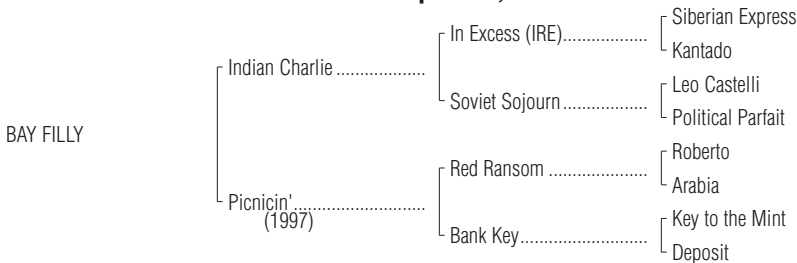 Siberian Express
In Excess (IRE)....................
Kantado
Indian Charlie ....................
Leo Castelli
Soviet Sojourn....................
Political Parfait
BAY FILLY
Roberto
Red Ransom ....................
Arabia
Picnicin'...........................
(1997)
Key to the Mint
Bank Key...........................
Deposit